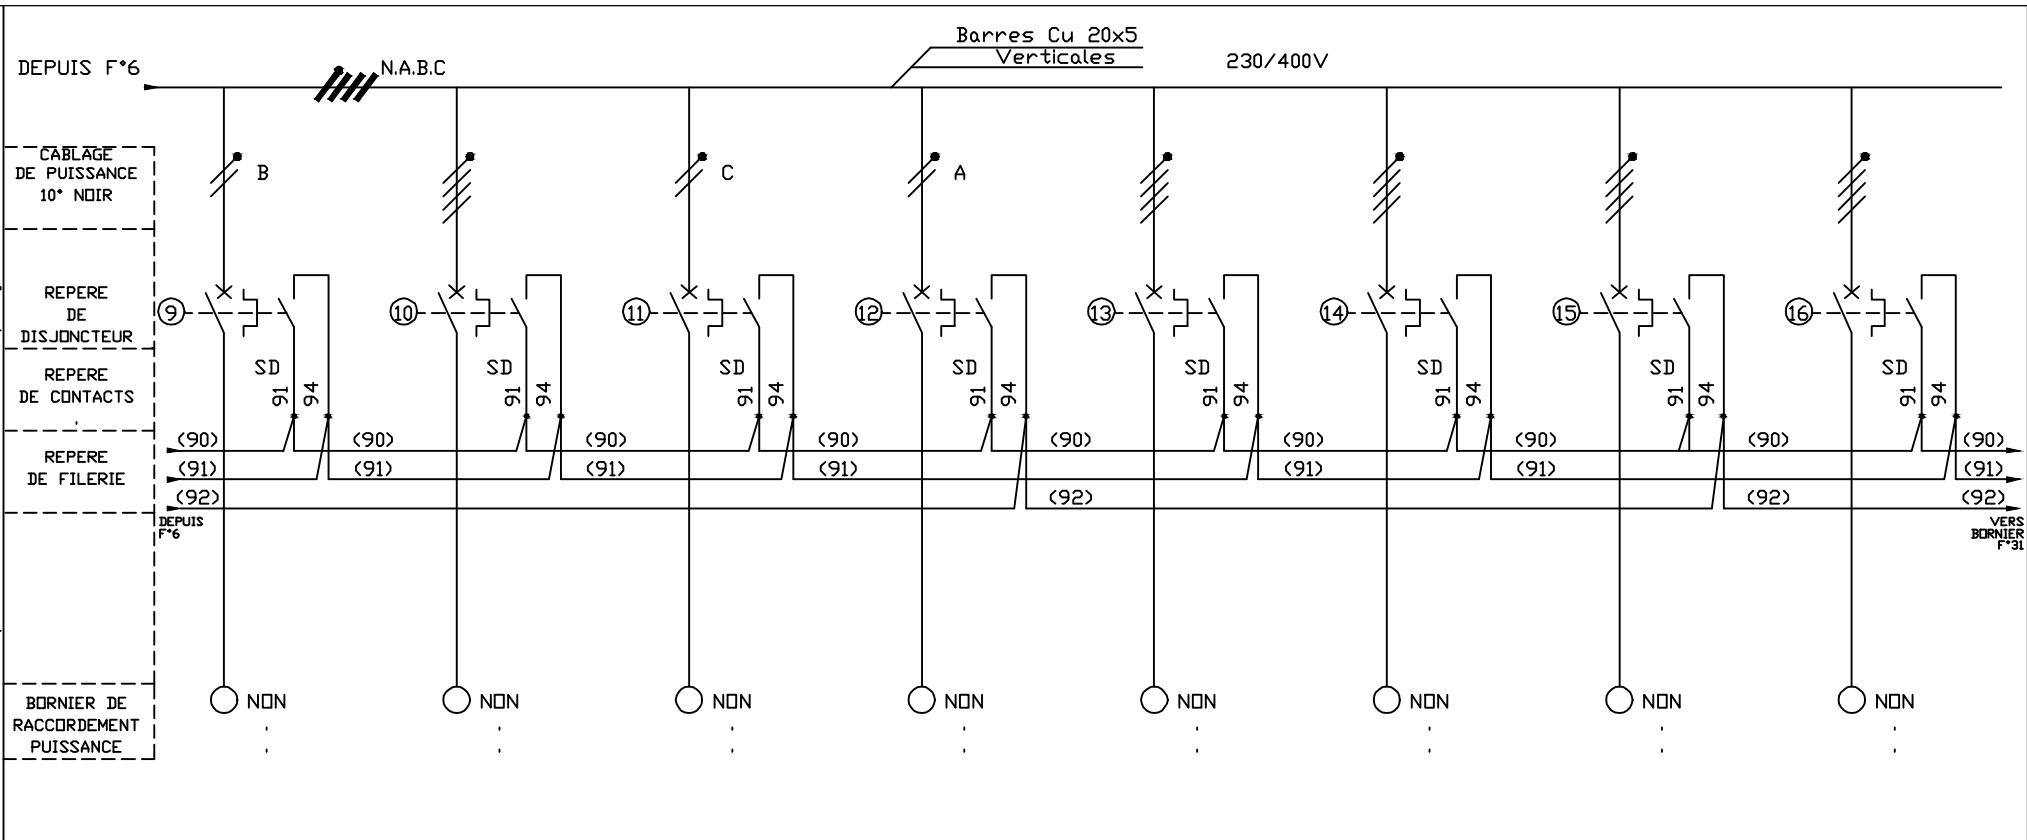 Barres Cu 20x5
Verticales
230/400V
DEPUIS F°6
N.A.B.C
CABLAGE
DE PUISSANCE
10° NOIR
B
C
A
REPERE
DE
DISJONCTEUR
9
10
11
12
13
14
15
16
REPERE
DE CONTACTS
SD 91 94
SD 91 94
SD 91 94
SD 91 94
SD 91 94
SD 91 94
SD 91 94
SD 91 94
REPERE
DE FILERIE
(90) (90) (90) (90) (90) (90) (90) (90) (90)
(91) (91) (91) (91) (91) (91) (91)
(92) (92) (92) (92)
DEPUIS
F°6
VERS
BORNIER
F°31
BORNIER DE
RACCORDEMENT
PUISSANCE
NON NON NON NON NON NON NON NON